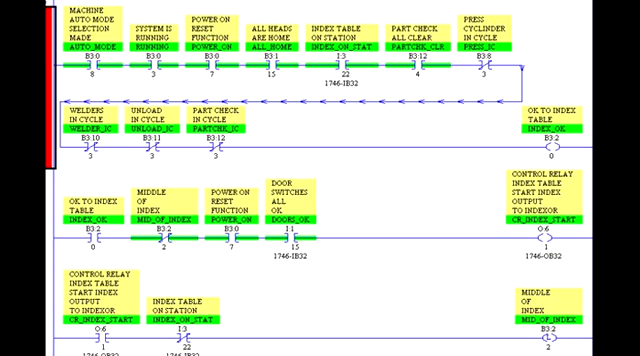 MACHINE
AUTO MODE
SELECTION
MADE
AUTO_MODE
B3:0
8
SYSTEM IS
RUNNING
RUNNING
B3:0
3
POWER ON
RESET
FUNCTION
POWER_ON
B3:0
7
ALL HEADS
ARE HOME
ALL_HOME
B3:1
15
INDEX TABLE
ON STATION
INDEX_ON_STAT
I:3
22
1746-IB32
PART CHECK
ALL CLEAR
PARTCHK_CLR
B3:12
4
PRESS
CYCLINDER
IN CYCLE
PRESS_IC
B3:8
3
WELDERS
IN CYCLE
WELDER_IC
B3:10
3
UNLOAD
IN CYCLE
UNLOAD_IC
B3:11
3
PART CHECK
IN CYCLE
PARTCHK_IC
B3:12
3
OK TO INDEX
TABLE
INDEX_OK
B3:2
0
OK TO INDEX
TABLE
INDEX_OK
B3:2
0
MIDDLE
OF
INDEX
MID_OF_INDEX
B3:2
2
POWER ON
RESET
FUNCTION
POWER_ON
B3:0
7
DOOR
SWITCHES
ALL
OK
DOORS_OK
I:1
15
1746-IB32
CONTROL RELAY
INDEX TABLE
START INDEX
OUTPUT
TO INDEXOR
CR_INDEX_START
O:6
1
1746-OB32
CONTROL RELAY
INDEX TABLE
START INDEX
OUTPUT
TO INDEXOR
CR_INDEX_START
O:6
1
1746-OB32
INDEX TABLE
ON STATION
INDEX_ON_STAT
I:3
22
1746-IB32
MIDDLE
OF
INDEX
MID_OF_INDEX
B3:2
L
2